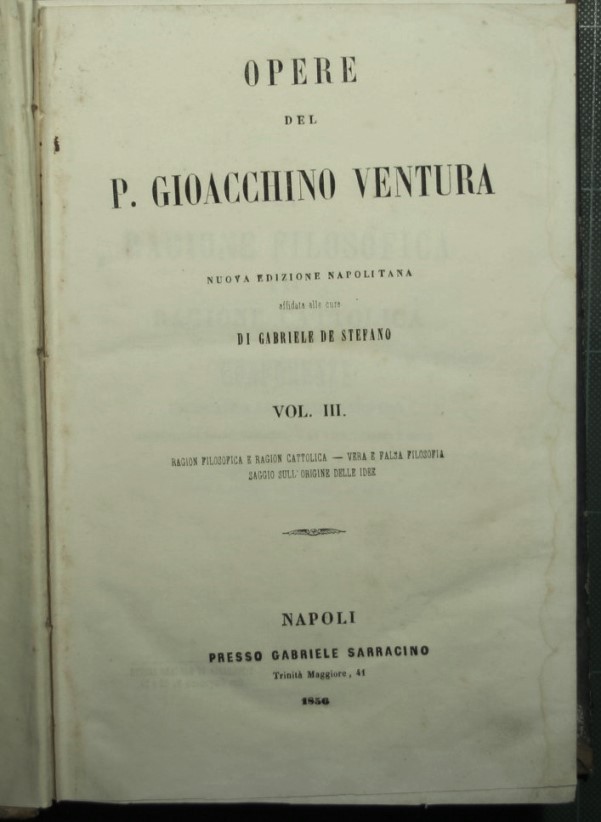 OPERE
DEL
P. GIOACCHINO VENTURA
NUOVA EDIZIONE NAPOLITANA
affidata alle cure
DI GABRIELE DE STEFANO
VOL. III.
RAGION FILOSOFICA E RAGION CATTOLICA — VERA E FALSA FILOSOFIA
SAGGIO SULL' ORIGINE DELLE IDEE
NAPOLI
PRESSO GABRIELE SARRACINO
Trinità Maggiore, 41
1856